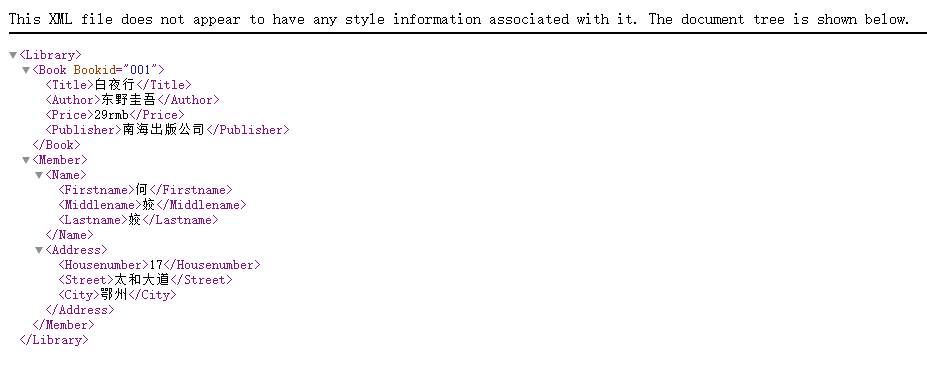 This XML file does not appear to have any style information associated with it. The document tree is shown below.
▼<Library>
▼<Book Bookid="001">
<Title>白夜行</Title>
<Author>东野圭吾</Author>
<Price>29rmb</Price>
<Publisher>南海出版公司</Publisher>
</Book>
▼<Member>
▼<Name>
<Firstname>何</Firstname>
<Middlename>姣</Middlename>
<Lastname>姣</Lastname>
</Name>
▼<Address>
<Housenumber>17</Housenumber>
<Street>太和大道</Street>
<City>鄂州</City>
</Address>
</Member>
</Library>